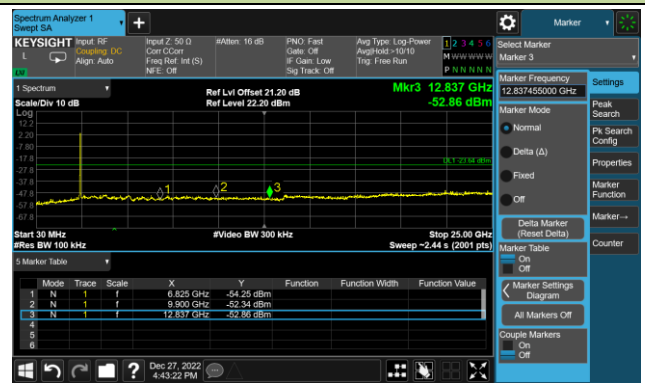 Spectrum Analyzer 1
Swept SA
+
Marker
KEYSIGHT
L
LW
Input: RF
Coupling: DC
Align: Auto
Input Z: 50 Ω
Corr CCorr
Freq Ref: Int (S)
NFE: Off
#Atten: 16 dB
PNO: Fast
Gate: Off
IF Gain: Low
Sig Track: Off
Avg Type: Log-Power
Avg|Hold:>10/10
Trig: Free Run
1 2 3 4 5 6
M W W W W W
P N N N N N
Select Marker
Marker 3
1 Spectrum
Scale/Div 10 dB
Log
Ref Lvl Offset 21.20 dB
Ref Level 22.20 dBm
Mkr3 12.837 GHz
-52.86 dBm
12.2
2.20
-7.80
-17.8
-27.8
-37.8
-47.8
-57.8
-67.8
DL1 -23.64 dBm
1
2
3
Start 30 MHz
#Res BW 100 kHz
#Video BW 300 kHz
Stop 25.00 GHz
Sweep ~2.44 s (2001 pts)
5 Marker Table
Mode Trace Scale X Y Function Function Width Function Value
1 N 1 f 6.825 GHz -54.25 dBm
2 N 1 f 9.900 GHz -52.34 dBm
3 N 1 f 12.837 GHz -52.86 dBm
4
5
6
Marker Frequency
12.837455000 GHz
Marker Mode
Normal
Delta (Δ)
Fixed
Off
Delta Marker
(Reset Delta)
Marker Table
On
Off
Marker Settings
Diagram
All Markers Off
Couple Markers
On
Off
Settings
Peak
Search
Pk Search
Config
Properties
Marker
Function
Marker→
Counter
?
Dec 27, 2022
4:43:22 PM